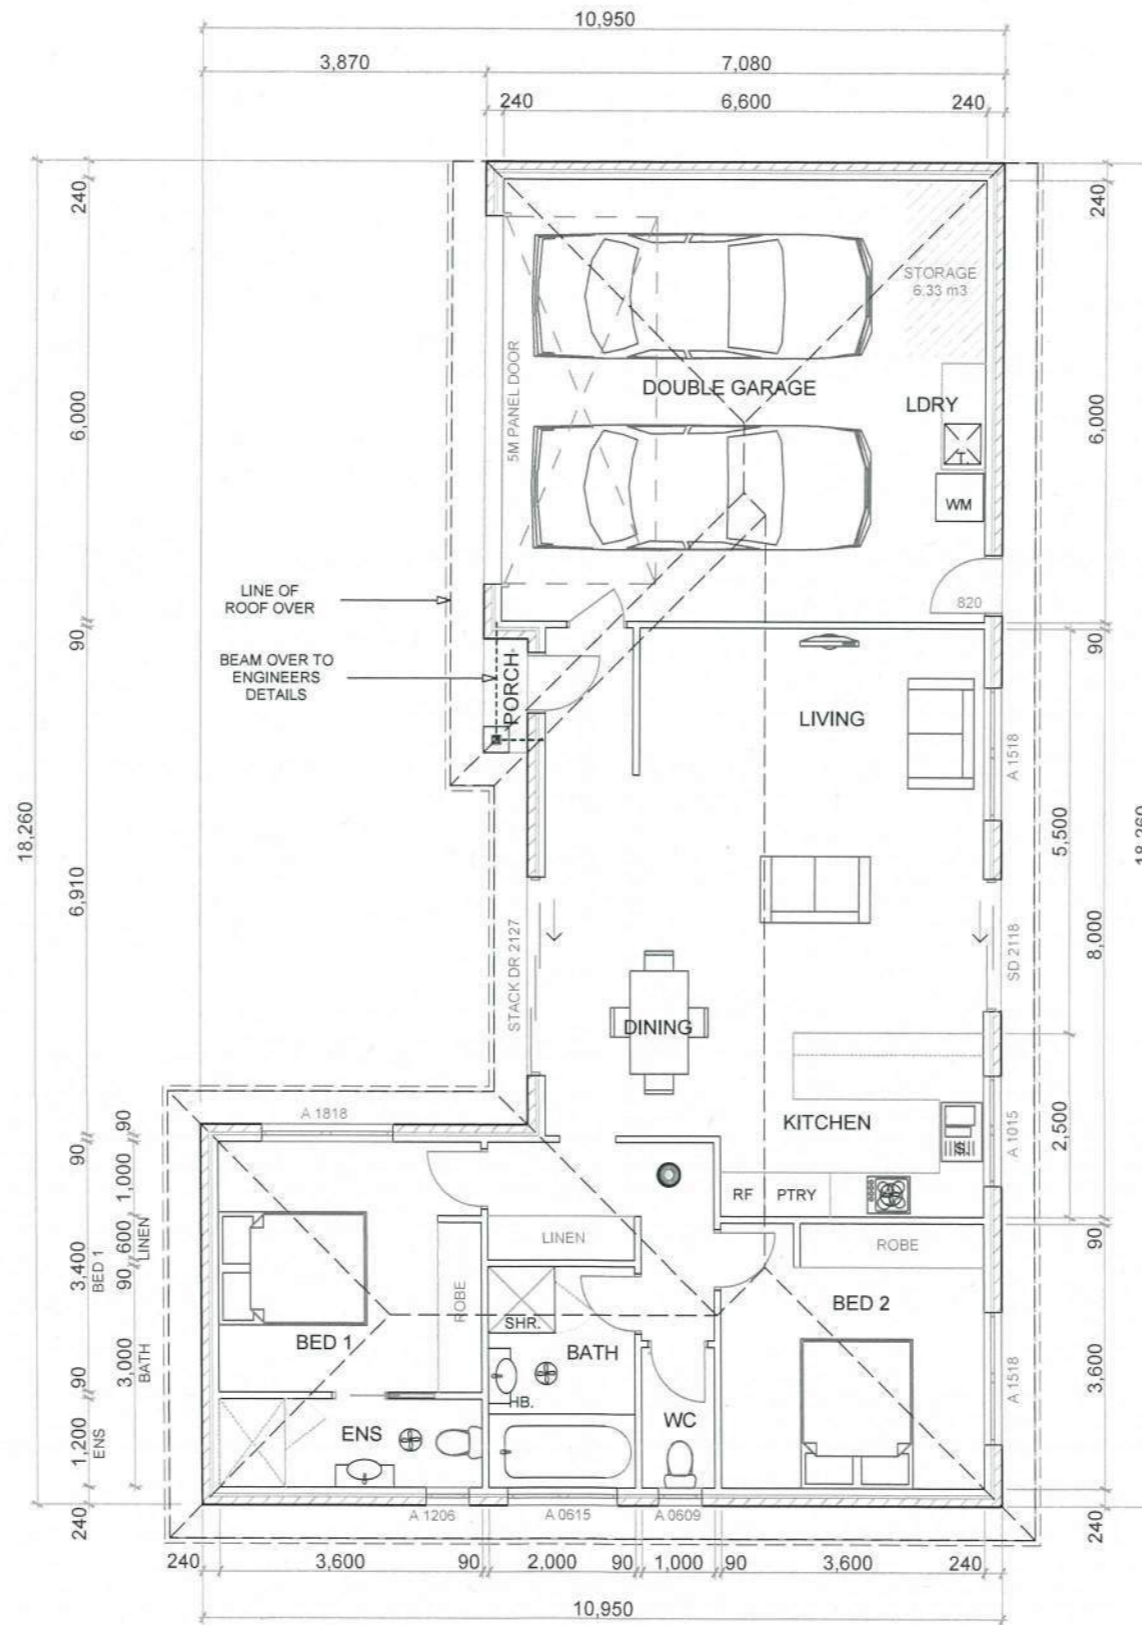 10,950
3,870
7,080
240
6,600
240
240
240
STORAGE
6.33 m3
5M PANEL DOOR
DOUBLE GARAGE
LDRY
6,000
6,000
T.
WM
LINE OF
ROOF OVER
820
90
90
BEAM OVER TO
ENGINEERS
DETAILS
PORCH
LIVING
A 1518
18,260
5,500
18,260
6,910
STACK DR 2127
SD 2118
8,000
DINING
A 1818
KITCHEN
S.
A 1015
2,500
90
90
1,000
RF
PTRY
LINEN
ROBE
600
LINEN
3,400
BED 1
90
90
ROBE
BED 2
SHR.
BED 1
BATH
3,000
BATH
HB.
90
A 1518
3,600
ENS
WC
1,200
ENS
A 1206
A 0615
A 0609
240
240
240
3,600
90
2,000
90
1,000
90
3,600
240
10,950